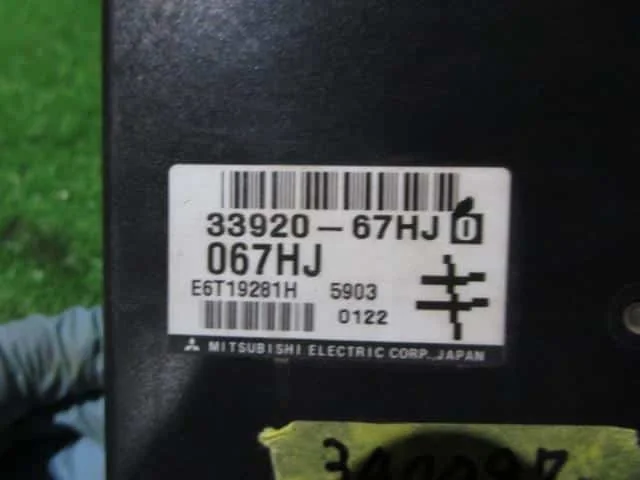 33920-67HJ 0
067HJ
E6T19281H 5903
0122
MITSUBISHI ELECTRIC CORP., JAPAN